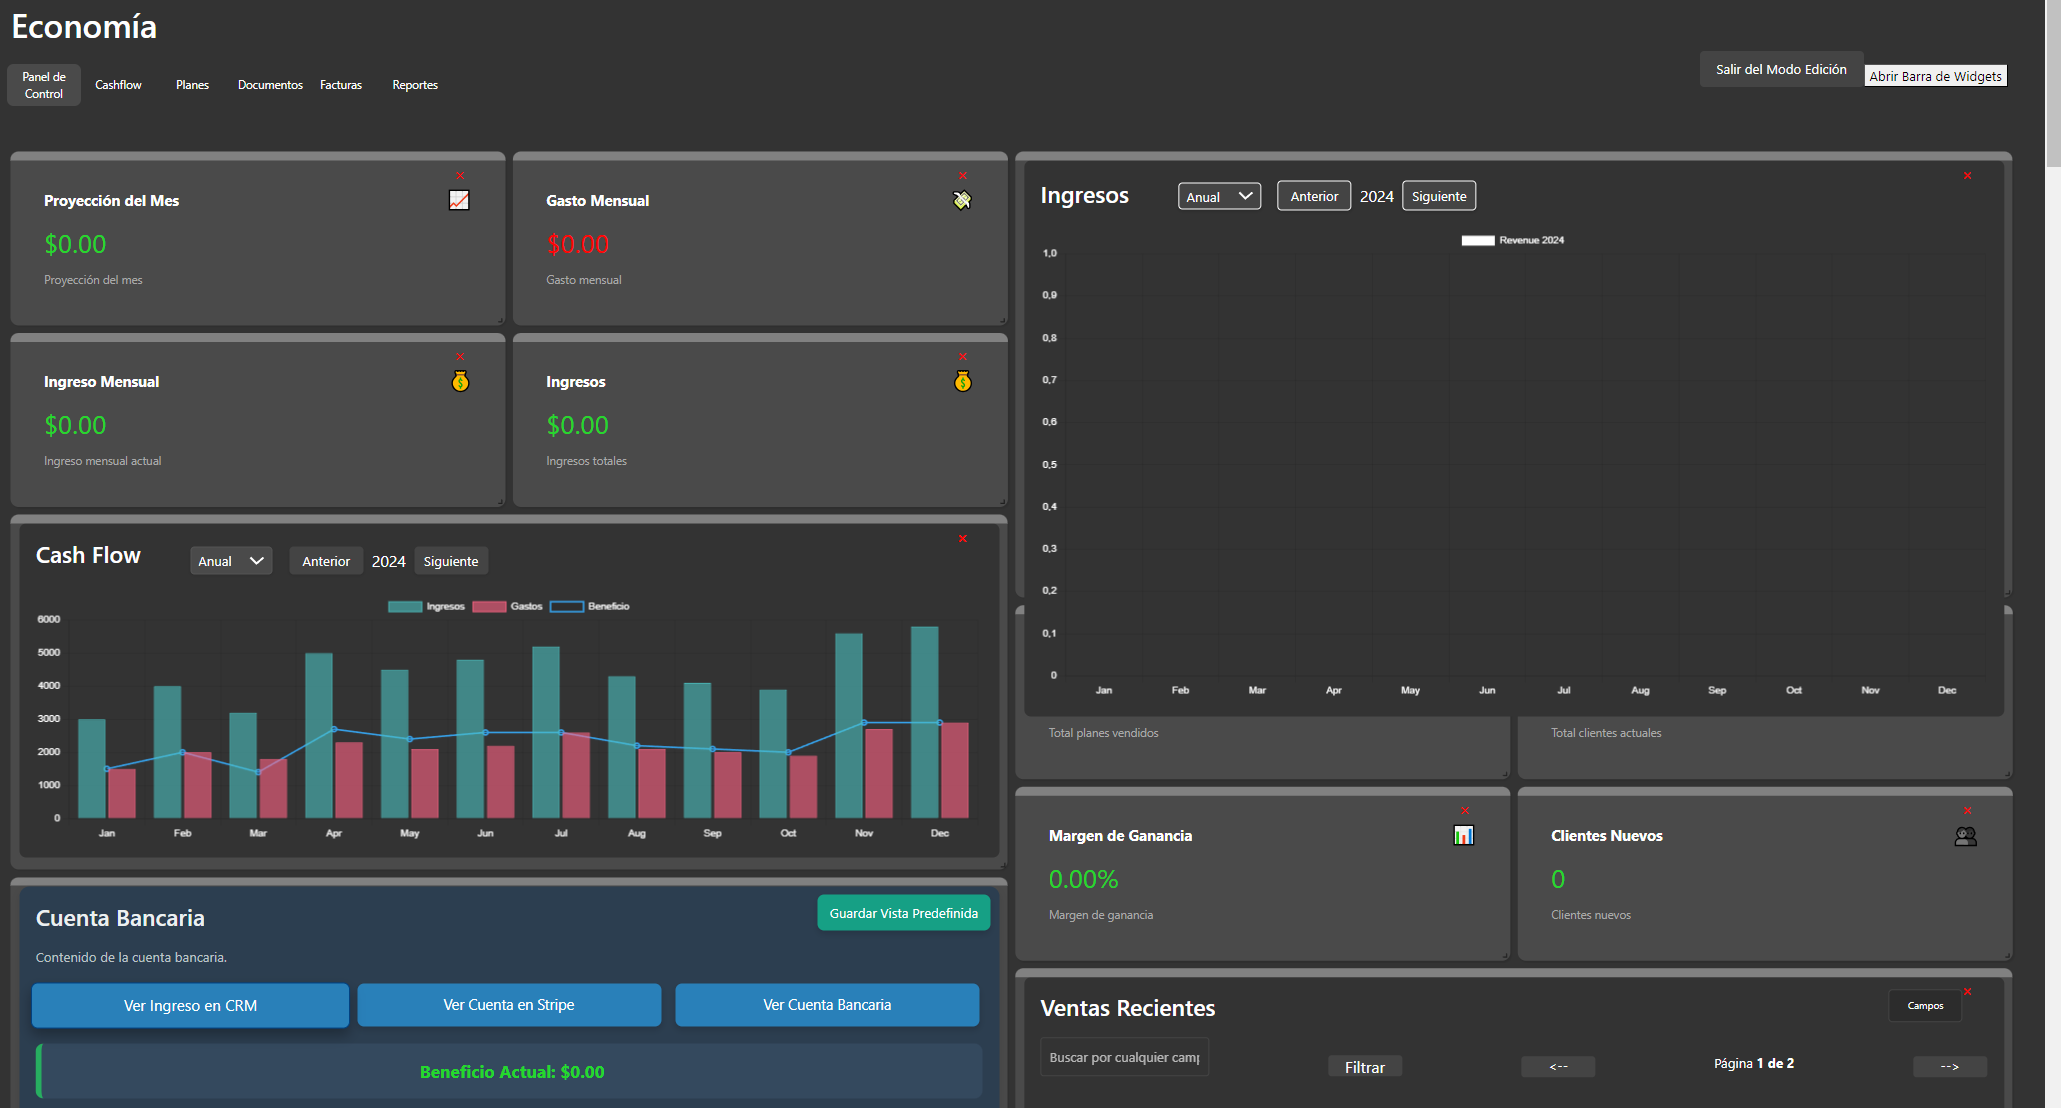 Economía
Panel de
Control
Cashflow
Planes
Documentos
Facturas
Reportes
Salir del Modo Edición
Abrir Barra de Widgets
Proyección del Mes
$0.00
Proyección del mes
Gasto Mensual
$0.00
Gasto mensual
Ingreso Mensual
$0.00
Ingreso mensual actual
Ingresos
$0.00
Ingresos totales
Ingresos
Anual
Anterior
2024
Siguiente
Revenue 2024
1,0
0,9
0,8
0,7
0,6
0,5
0,4
0,3
0,2
0,1
0
Jan Feb Mar Apr May Jun Jul Aug Sep Oct Nov Dec
Cash Flow
Anual
Anterior
2024
Siguiente
Ingresos Gastos Beneficio
6000
5000
4000
3000
2000
1000
0
Jan Feb Mar Apr May Jun Jul Aug Sep Oct Nov Dec
Total planes vendidos
Total clientes actuales
Margen de Ganancia
0.00%
Margen de ganancia
Clientes Nuevos
0
Clientes nuevos
Cuenta Bancaria
Guardar Vista Predefinida
Contenido de la cuenta bancaria.
Ver Ingreso en CRM
Ver Cuenta en Stripe
Ver Cuenta Bancaria
Beneficio Actual: $0.00
Ventas Recientes
Campos
Buscar por cualquier camp
Filtrar
<--
Página 1 de 2
-->